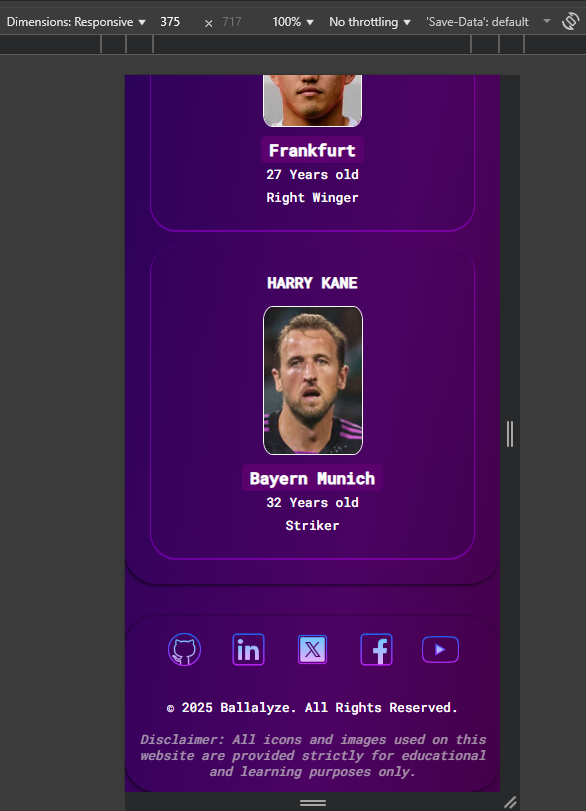 Dimensions: Responsive 375 × 717 100% No throttling 'Save-Data': default
Frankfurt
27 Years old
Right Winger
HARRY KANE
Bayern Munich
32 Years old
Striker
in X f
© 2025 Ballalyze. All Rights Reserved.
Disclaimer: All icons and images used on this
website are provided strictly for educational
and learning purposes only.